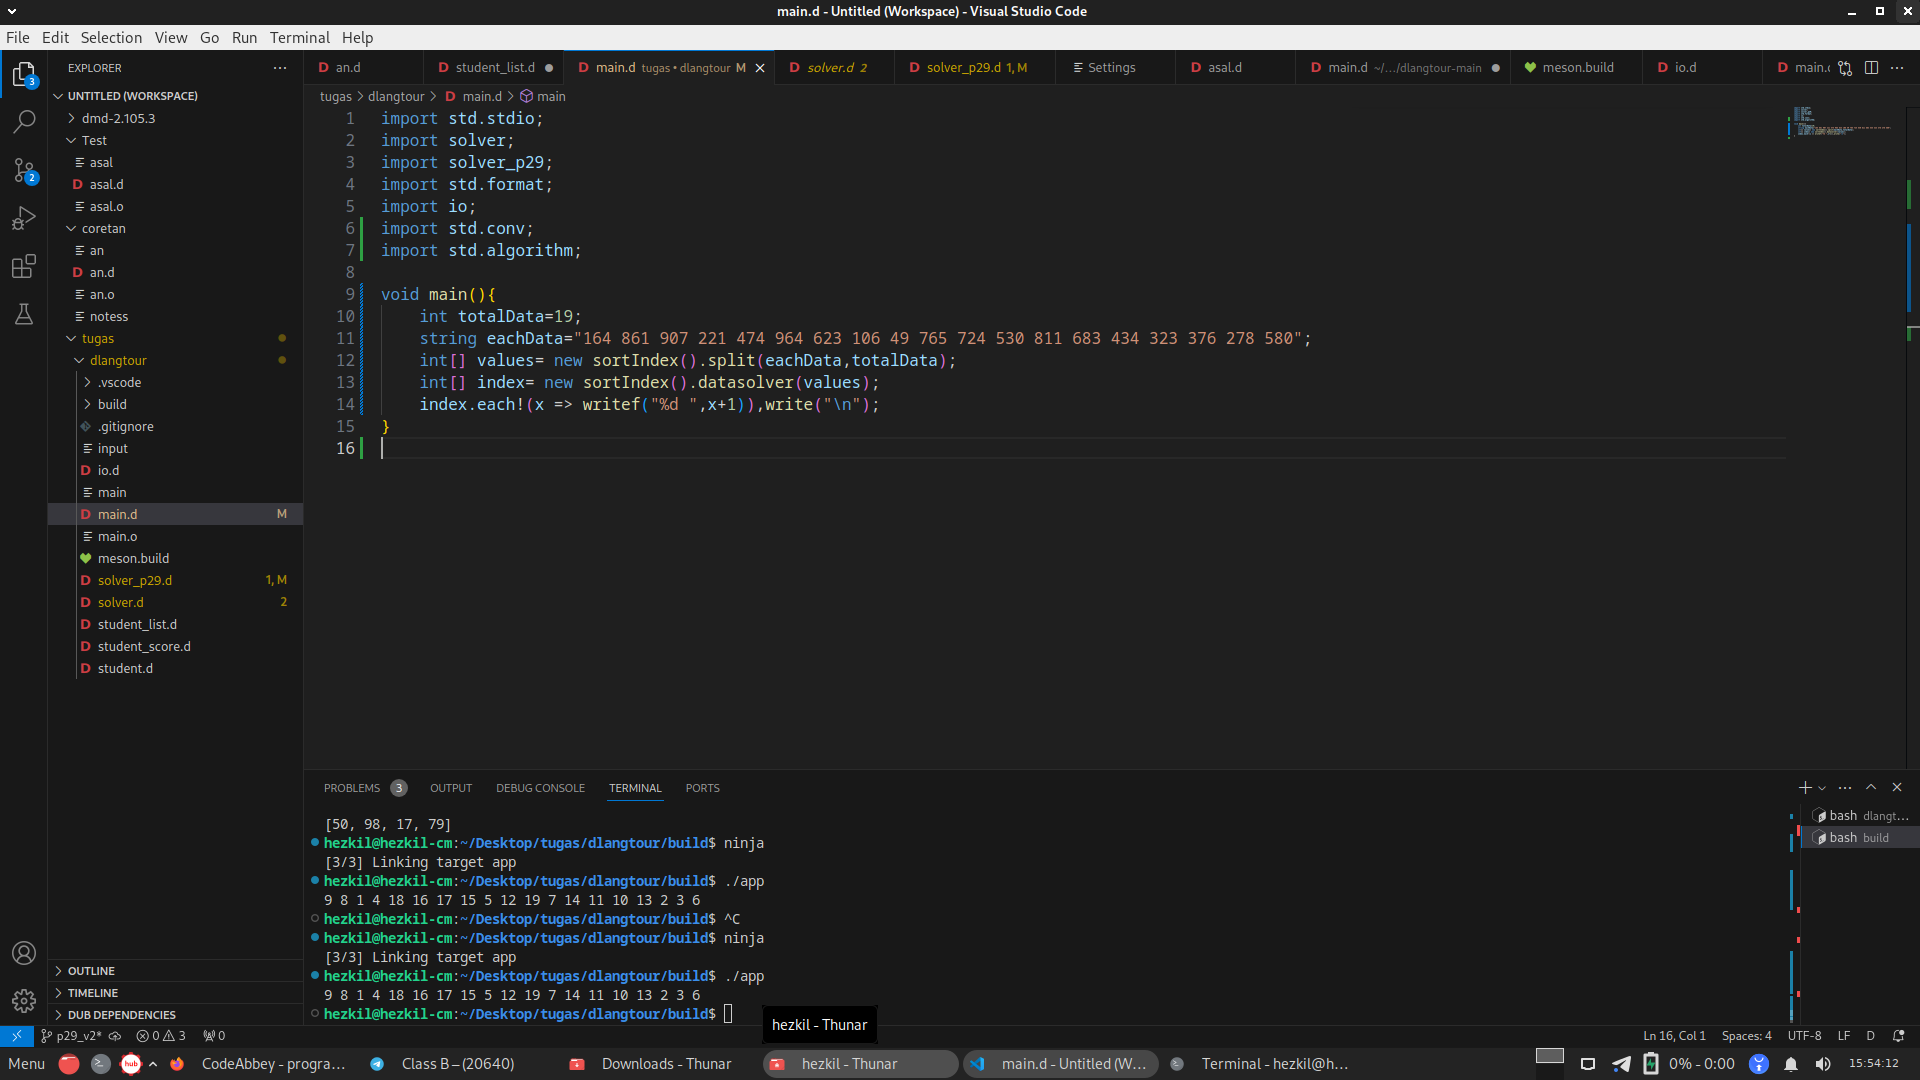 main.d - Untitled (Workspace) - Visual Studio Code
File Edit Selection View Go Run Terminal Help
EXPLORER
an.d
student_list.d
main.d tugas • dlangtour M
solver.d 2
solver_p29.d 1, M
Settings
asal.d
main.d ~/.../dlangtour-main
meson.build
io.d
main.
UNTITLED (WORKSPACE)
dmd-2.105.3
Test
asal
asal.d
asal.o
coretan
an
an.d
an.o
notess
tugas
dlangtour
.vscode
build
.gitignore
input
io.d
main
main.d M
main.o
meson.build
solver_p29.d 1, M
solver.d 2
student_list.d
student_score.d
student.d
OUTLINE
TIMELINE
DUB DEPENDENCIES
tugas > dlangtour > D main.d > main
1 import std.stdio;
2 import solver;
3 import solver_p29;
4 import std.format;
5 import io;
6 import std.conv;
7 import std.algorithm;
8
9 void main(){
10 int totalData=19;
11 string eachData="164 861 907 221 474 964 623 106 49 765 724 530 811 683 434 323 376 278 580";
12 int[] values= new sortIndex().split(eachData,totalData);
13 int[] index= new sortIndex().datasolver(values);
14 index.each!(x => writef("%d ",x+1)),write("\n");
15 }
16
PROBLEMS 3 OUTPUT DEBUG CONSOLE TERMINAL PORTS
[50, 98, 17, 79]
hezkil@hezkil-cm:~/Desktop/tugas/dlangtour/build$ ninja
[3/3] Linking target app
hezkil@hezkil-cm:~/Desktop/tugas/dlangtour/build$ ./app
9 8 1 4 18 16 17 15 5 12 19 7 14 11 10 13 2 3 6
hezkil@hezkil-cm:~/Desktop/tugas/dlangtour/build$ ^C
hezkil@hezkil-cm:~/Desktop/tugas/dlangtour/build$ ninja
[3/3] Linking target app
hezkil@hezkil-cm:~/Desktop/tugas/dlangtour/build$ ./app
9 8 1 4 18 16 17 15 5 12 19 7 14 11 10 13 2 3 6
hezkil@hezkil-cm:~/Desktop/tugas/dlangtour/build$
bash dlangt...
bash build
hezkil - Thunar
p29_v2* 0 3 0
Ln 16, Col 1 Spaces: 4 UTF-8 LF D
Menu hub CodeAbbey - progra... Class B – (20640) Downloads - Thunar hezkil - Thunar main.d - Untitled (W... Terminal - hezkil@h... 0% - 0:00 15:54:12